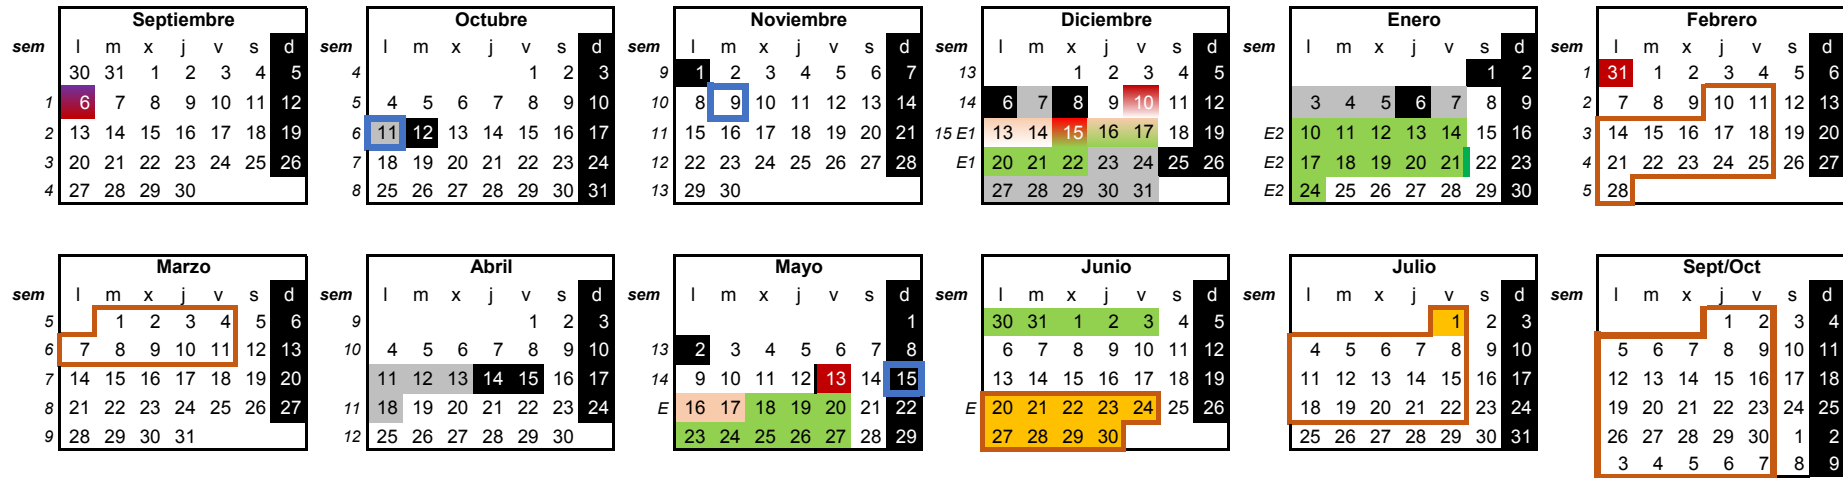 Septiembre Octubre Noviembre Diciembre Enero Febrero
sem l m x j v s d sem l m x j v s d sem l m x j v s d sem l m x j v s d sem l m x j v s d sem l m x j v s d
30 31 1 2 3 4 5 4 1 2 3 9 1 2 3 4 5 6 7 13 1 2 3 4 5 1 2 1 31 1 2 3 4 5 6
1 6 7 8 9 10 11 12 5 4 5 6 7 8 9 10 10 8 9 10 11 12 13 14 14 6 7 8 9 10 11 12 3 4 5 6 7 8 9 2 7 8 9 10 11 12 13
2 13 14 15 16 17 18 19 6 11 12 13 14 15 16 17 11 15 16 17 18 19 20 21 15 E1 13 14 15 16 17 18 19 E2 10 11 12 13 14 15 16 3 14 15 16 17 18 19 20
3 20 21 22 23 24 25 26 7 18 19 20 21 22 23 24 12 22 23 24 25 26 27 28 E1 20 21 22 23 24 25 26 E2 17 18 19 20 21 22 23 4 21 22 23 24 25 26 27
4 27 28 29 30 8 25 26 27 28 29 30 31 13 29 30 27 28 29 30 31 E2 24 25 26 27 28 29 30 5 28
Marzo Abril Mayo Junio Julio Sept/Oct
sem l m x j v s d sem l m x j v s d sem l m x j v s d sem l m x j v s d sem l m x j v s d sem l m x j v s d
5 1 2 3 4 5 6 9 1 2 3 1 30 31 1 2 3 4 5 1 2 3 1 2 3 4
6 7 8 9 10 11 12 13 10 4 5 6 7 8 9 10 13 2 3 4 5 6 7 8 6 7 8 9 10 11 12 4 5 6 7 8 9 10 5 6 7 8 9 10 11
7 14 15 16 17 18 19 20 11 12 13 14 15 16 17 14 9 10 11 12 13 14 15 13 14 15 16 17 18 19 11 12 13 14 15 16 17 12 13 14 15 16 17 18
8 21 22 23 24 25 26 27 11 18 19 20 21 22 23 24 E 16 17 18 19 20 21 22 E 20 21 22 23 24 25 26 18 19 20 21 22 23 24 19 20 21 22 23 24 25
9 28 29 30 31 12 25 26 27 28 29 30 23 24 25 26 27 28 29 27 28 29 30 25 26 27 28 29 30 31 26 27 28 29 30 1 2
3 4 5 6 7 8 9